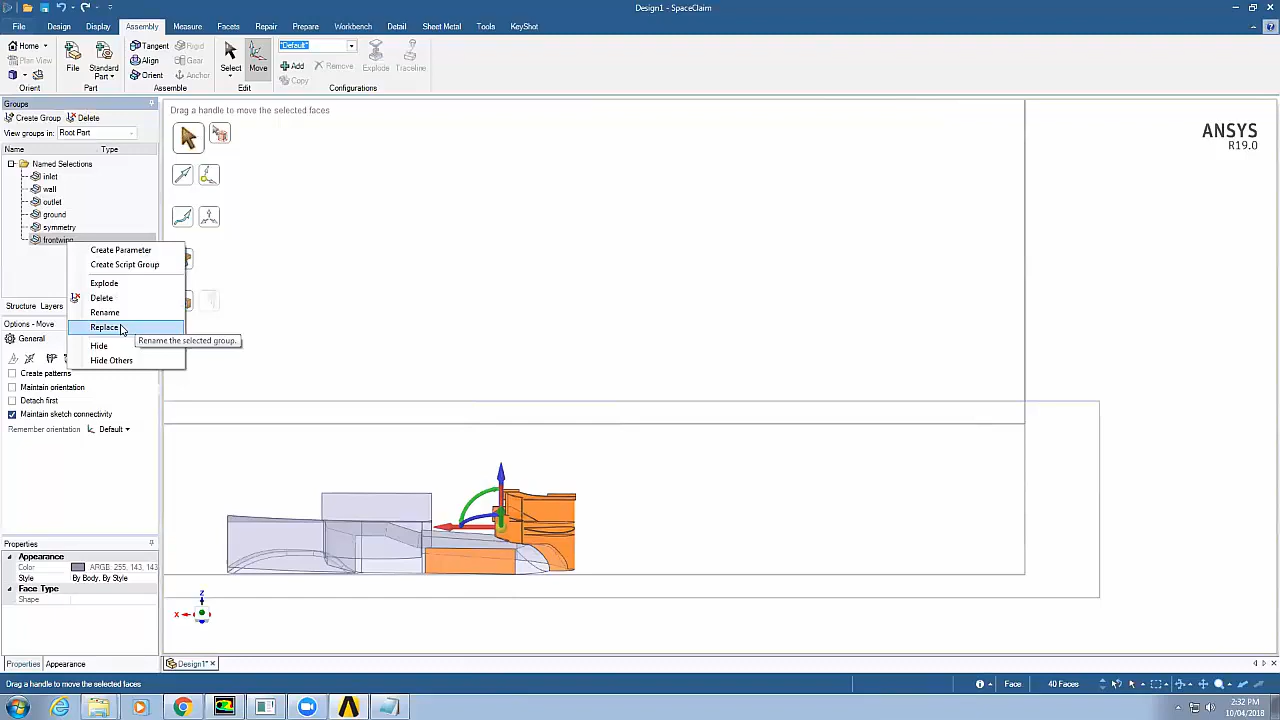 Design1 - SpaceClaim
File Design Display Assembly Measure Facets Repair Prepare Workbench Detail Sheet Metal Tools KeyShot
Home
Plan View
Orient
File
Standard Part
Part
Tangent Rigid
Align Gear
Orient Anchor
Assemble
Select
Move
Edit
"Default"
Add Remove
Copy
Explode
Traceline
Configurations
Groups
Create Group Delete
View groups in: Root Part
Name Type
Named Selections
inlet
wall
outlet
ground
symmetry
frontwing
Create Parameter
Create Script Group
Explode
Delete
Rename
Replace
Rename the selected group.
Hide
Hide Others
Structure Layers
Options - Move
General
Create patterns
Maintain orientation
Detach first
Maintain sketch connectivity
Remember orientation Default
Properties
Appearance
Color ARGB: 255, 143, 143
Style By Body, By Style
Face Type
Shape
Properties Appearance
Drag a handle to move the selected faces
ANSYS
R19.0
Z
X
Design1*
Drag a handle to move the selected faces
Face 40 Faces
2:32 PM
10/04/2018